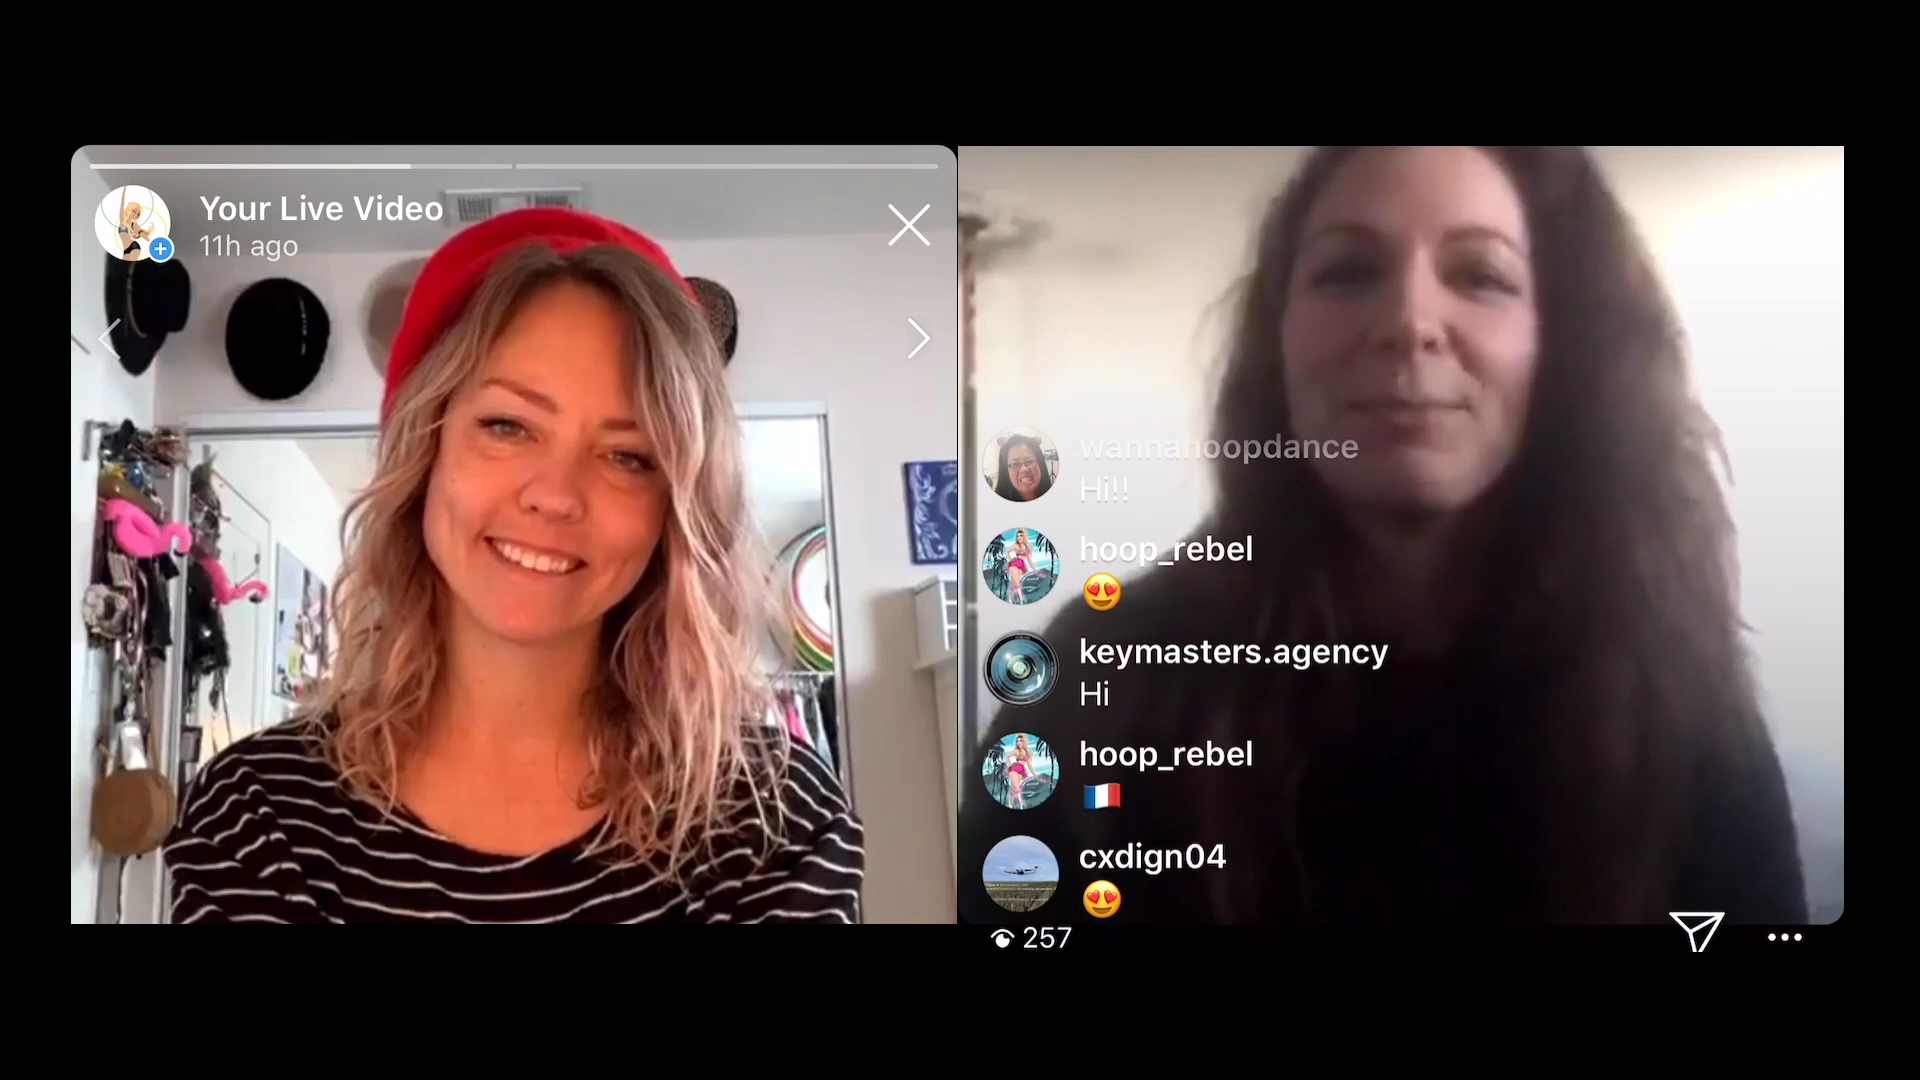 Your Live Video
11h ago
wannahoopdance
Hi!!
hoop_rebel
😍
keymasters.agency
Hi
hoop_rebel
🇫🇷
cxdign04
😍
257